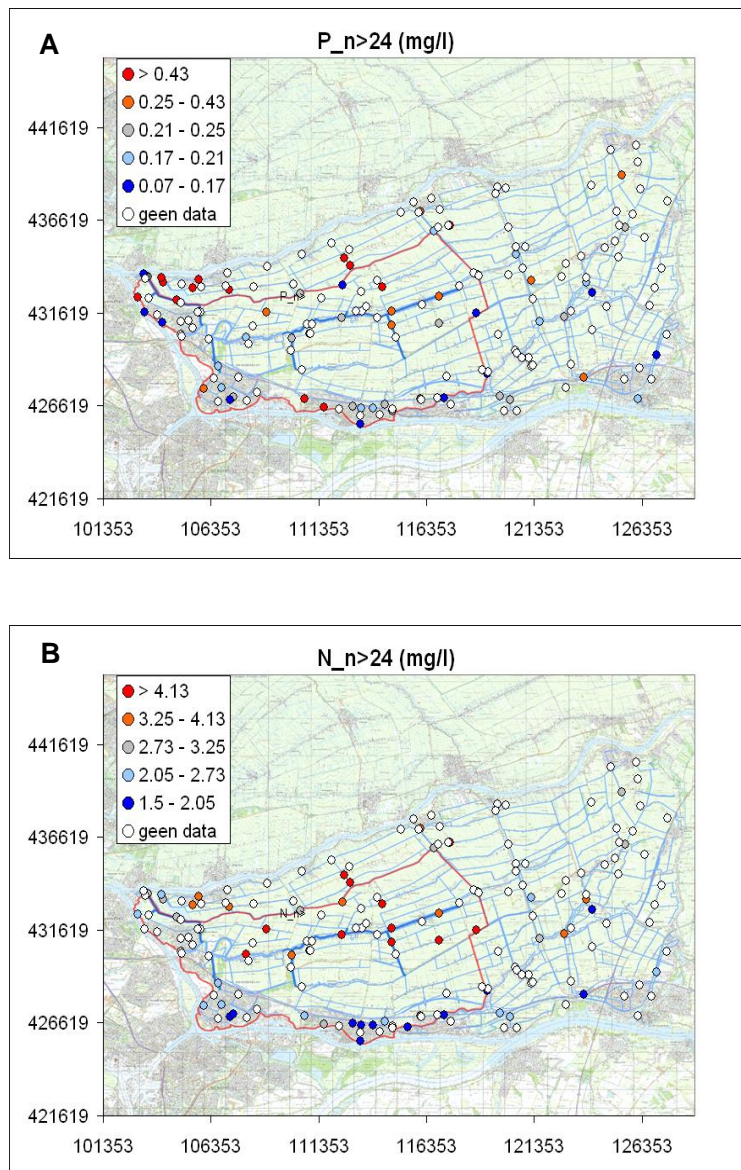 A
P_n>24 (mg/l)
> 0.43
0.25 - 0.43
0.21 - 0.25
0.17 - 0.21
0.07 - 0.17
geen data
441619
436619
431619
426619
421619
101353 106353 111353 116353 121353 126353
B
N_n>24 (mg/l)
> 4.13
3.25 - 4.13
2.73 - 3.25
2.05 - 2.73
1.5 - 2.05
geen data
441619
436619
431619
426619
421619
101353 106353 111353 116353 121353 126353